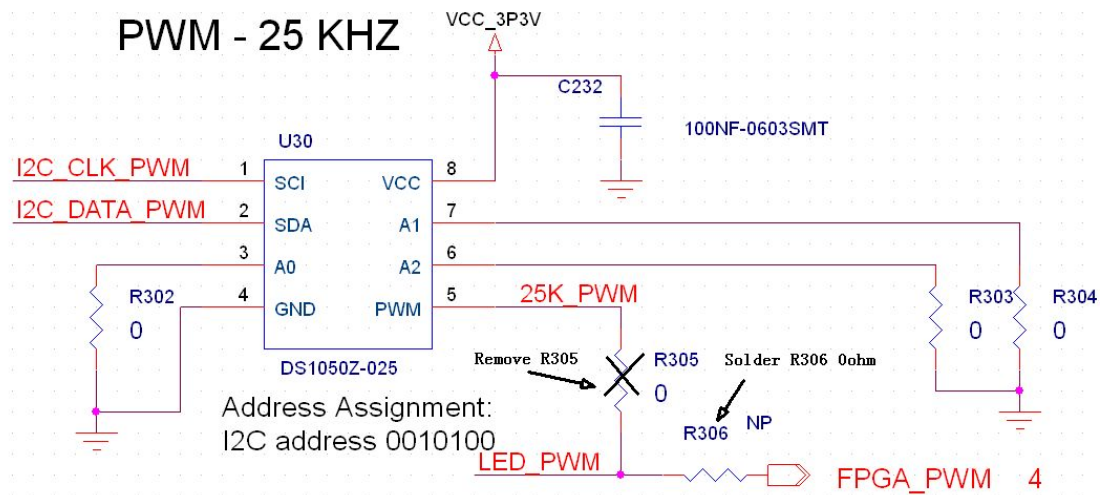 PWM - 25 KHZ
VCC_3P3V
C232
100NF-0603SMT
U30
I2C_CLK_PWM 1 SCI VCC 8
I2C_DATA_PWM 2 SDA A1 7
3 A0 A2 6
R302 4 GND PWM 5 25K_PWM R303 R304
0 0 0
DS1050Z-025 Remove R305 R305 Solder R306 0ohm
0
Address Assignment:
I2C address 0010100
R306 NP
LED_PWM
FPGA_PWM 4